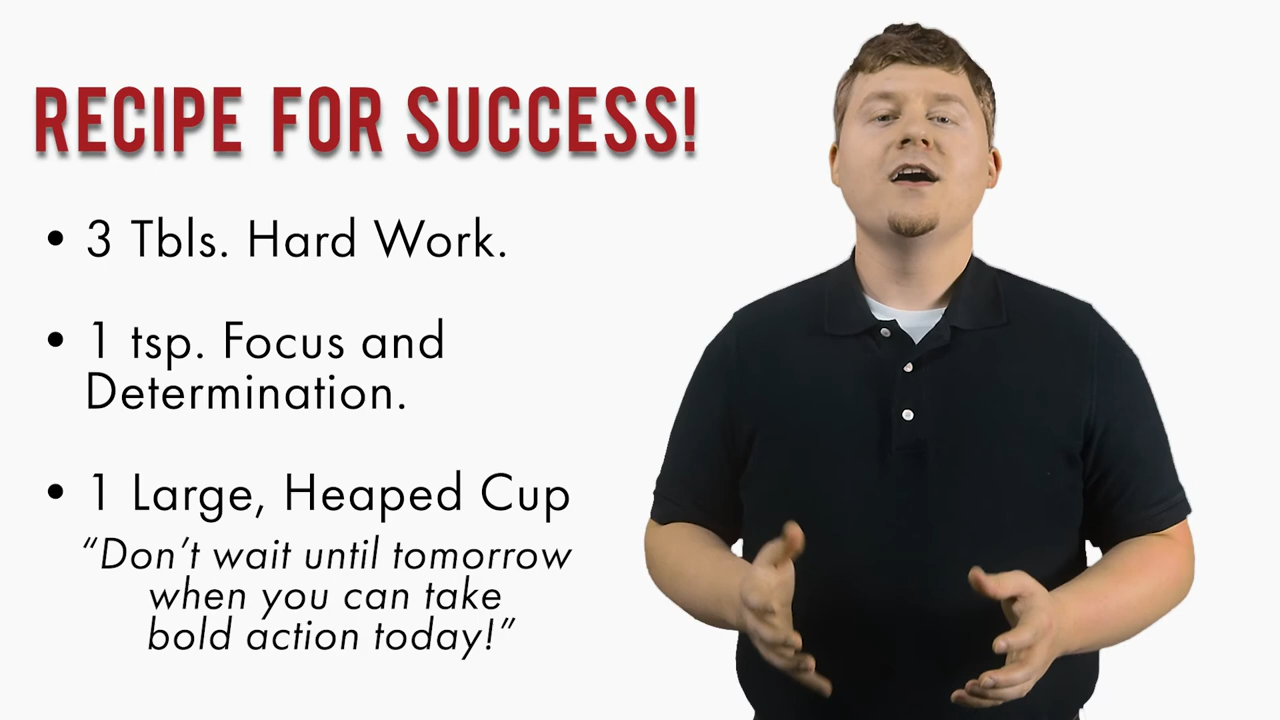 RECIPE FOR SUCCESS!
• 3 Tbls. Hard Work.
• 1 tsp. Focus and
Determination.
• 1 Large, Heaped Cup
“Don’t wait until tomorrow
when you can take
bold action today!”